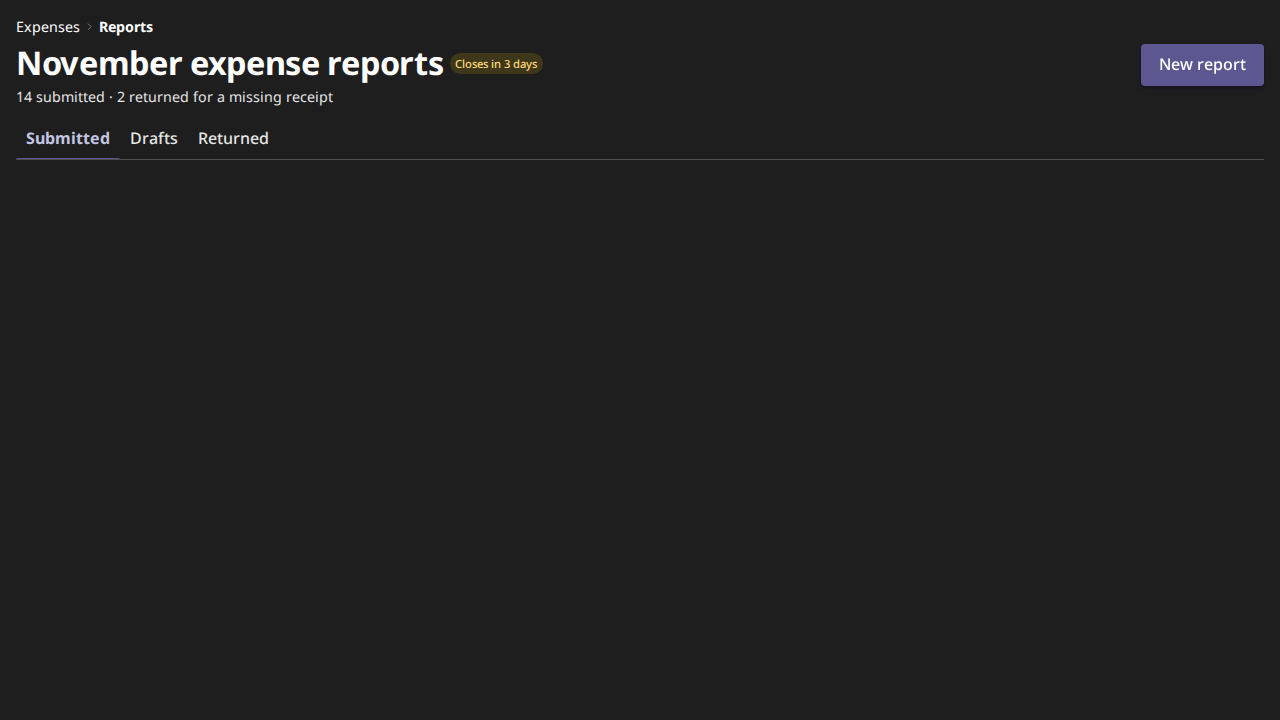 Expenses > Reports
November expense reports Closes in 3 days
New report
14 submitted · 2 returned for a missing receipt
Submitted Drafts Returned